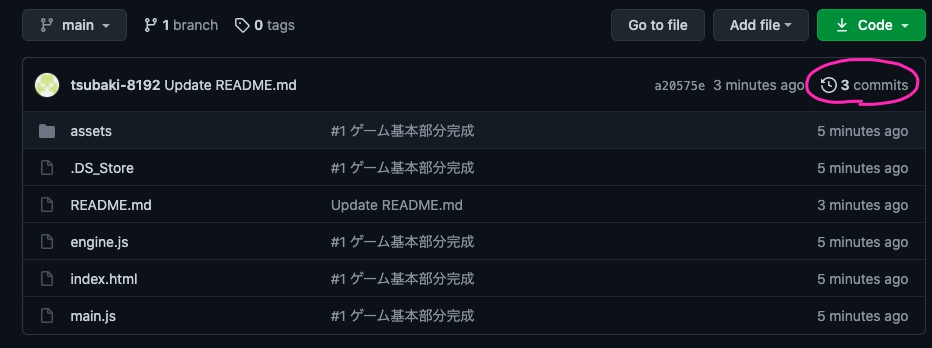 main 1 branch 0 tags Go to file Add file Code
tsubaki-8192 Update README.md a20575e 3 minutes ago 3 commits
assets #1 ゲーム基本部分完成 5 minutes ago
.DS_Store #1 ゲーム基本部分完成 5 minutes ago
README.md Update README.md 3 minutes ago
engine.js #1 ゲーム基本部分完成 5 minutes ago
index.html #1 ゲーム基本部分完成 5 minutes ago
main.js #1 ゲーム基本部分完成 5 minutes ago